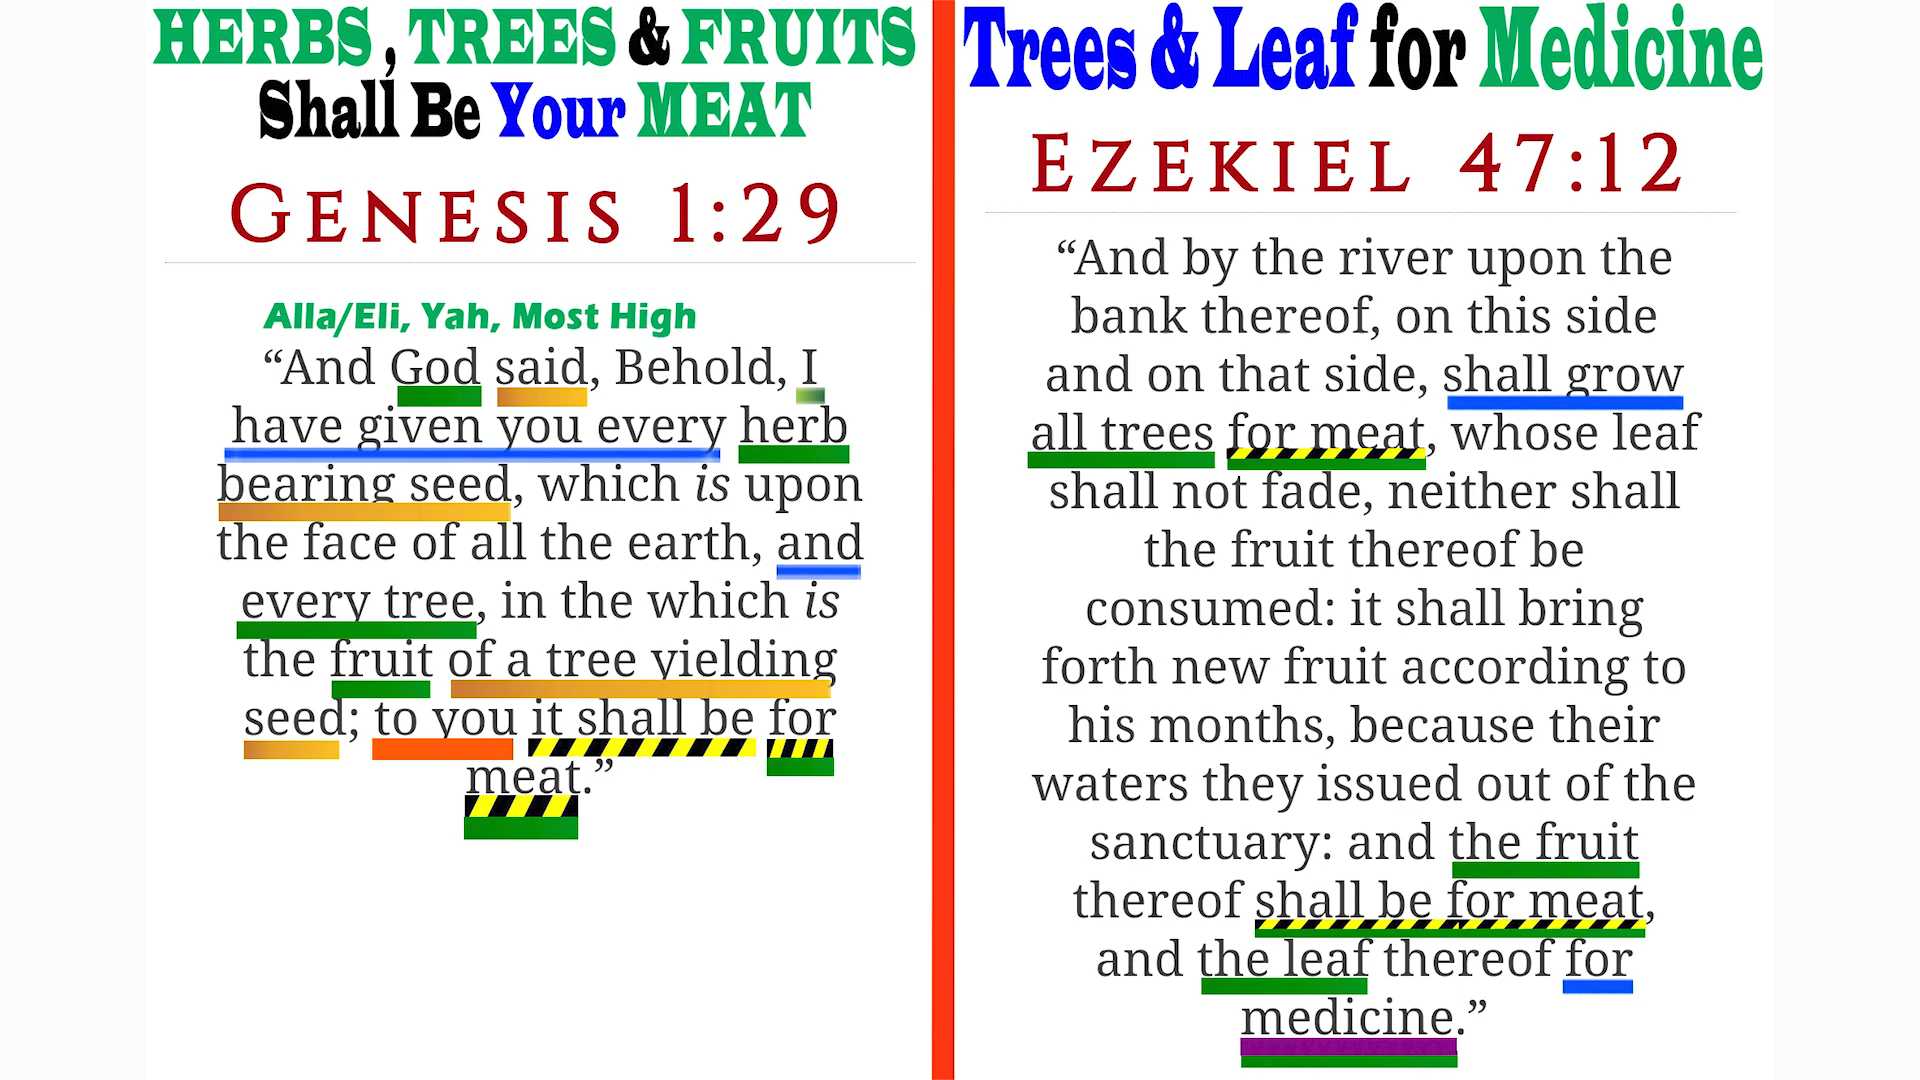 HERBS, TREES & FRUITS
Shall Be Your MEAT
GENESIS 1:29
Alla/Eli, Yah, Most High
“And God said, Behold, I
have given you every herb
bearing seed, which is upon
the face of all the earth, and
every tree, in the which is
the fruit of a tree yielding
seed; to you it shall be for
meat.”
Trees & Leaf for Medicine
EZEKIEL 47:12
“And by the river upon the
bank thereof, on this side
and on that side, shall grow
all trees for meat, whose leaf
shall not fade, neither shall
the fruit thereof be
consumed: it shall bring
forth new fruit according to
his months, because their
waters they issued out of the
sanctuary: and the fruit
thereof shall be for meat,
and the leaf thereof for
medicine.”